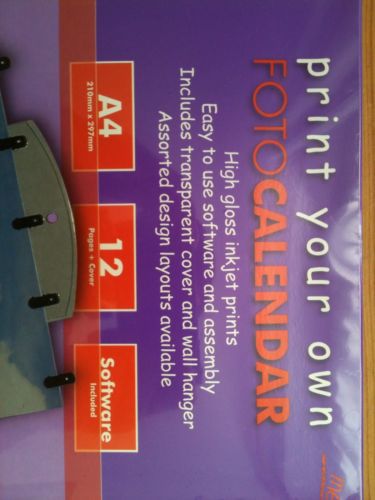 print your own
FOTOCALENDAR
High gloss inkjet prints
Easy to use software and assembly
Includes transparent cover and wall hanger
Assorted design layouts available
A4
210mm x 297mm
12
Pages + Cover
Software
Included